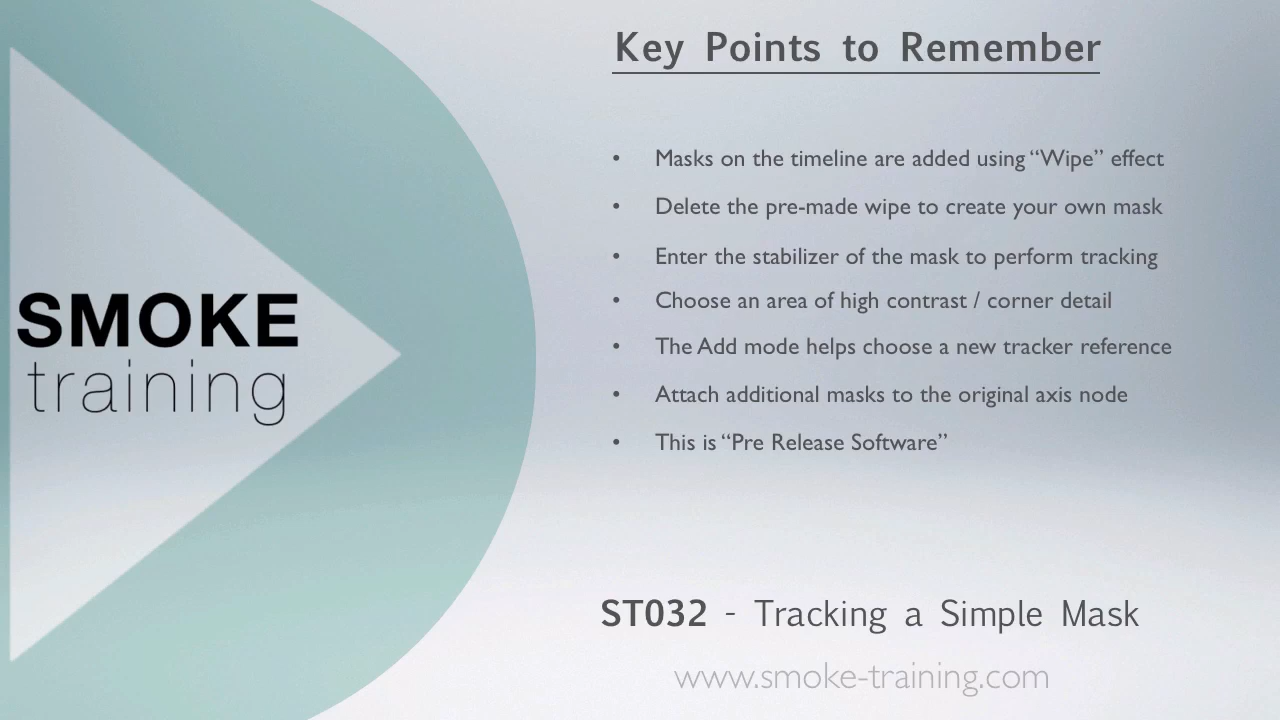 Key Points to Remember
• Masks on the timeline are added using “Wipe” effect
• Delete the pre-made wipe to create your own mask
• Enter the stabilizer of the mask to perform tracking
• Choose an area of high contrast / corner detail
• The Add mode helps choose a new tracker reference
• Attach additional masks to the original axis node
• This is “Pre Release Software”
SMOKE
training
ST032 - Tracking a Simple Mask
www.smoke-training.com